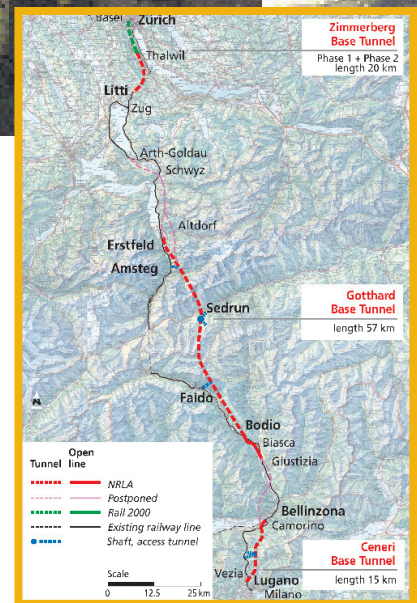 Basel
Zürich
Zimmerberg
Base Tunnel
Phase 1 + Phase 2
length 20 km
Thalwil
Litti
Zug
Arth-Goldau
Schwyz
Altdorf
Erstfeld
Amsteg
Sedrun
Gotthard
Base Tunnel
length 57 km
N
Faido
Bodio
Biasca
Giustizia
Bellinzona
Camorino
Ceneri
Base Tunnel
length 15 km
Vezia
Lugano
Milano
Open
Tunnel line
NRLA
Postponed
Rail 2000
Existing railway line
Shaft, access tunnel
Scale
0 12.5 25 km